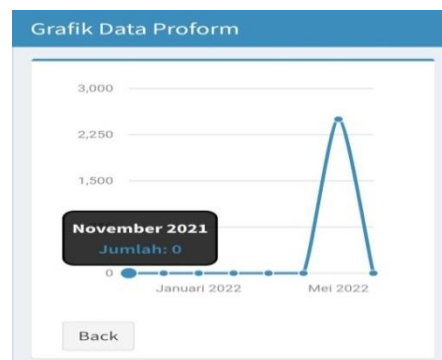 Grafik Data Proform
3,000
2,250
1,500
November 2021
Jumlah: 0
0
Januari 2022
Mei 2022
Back